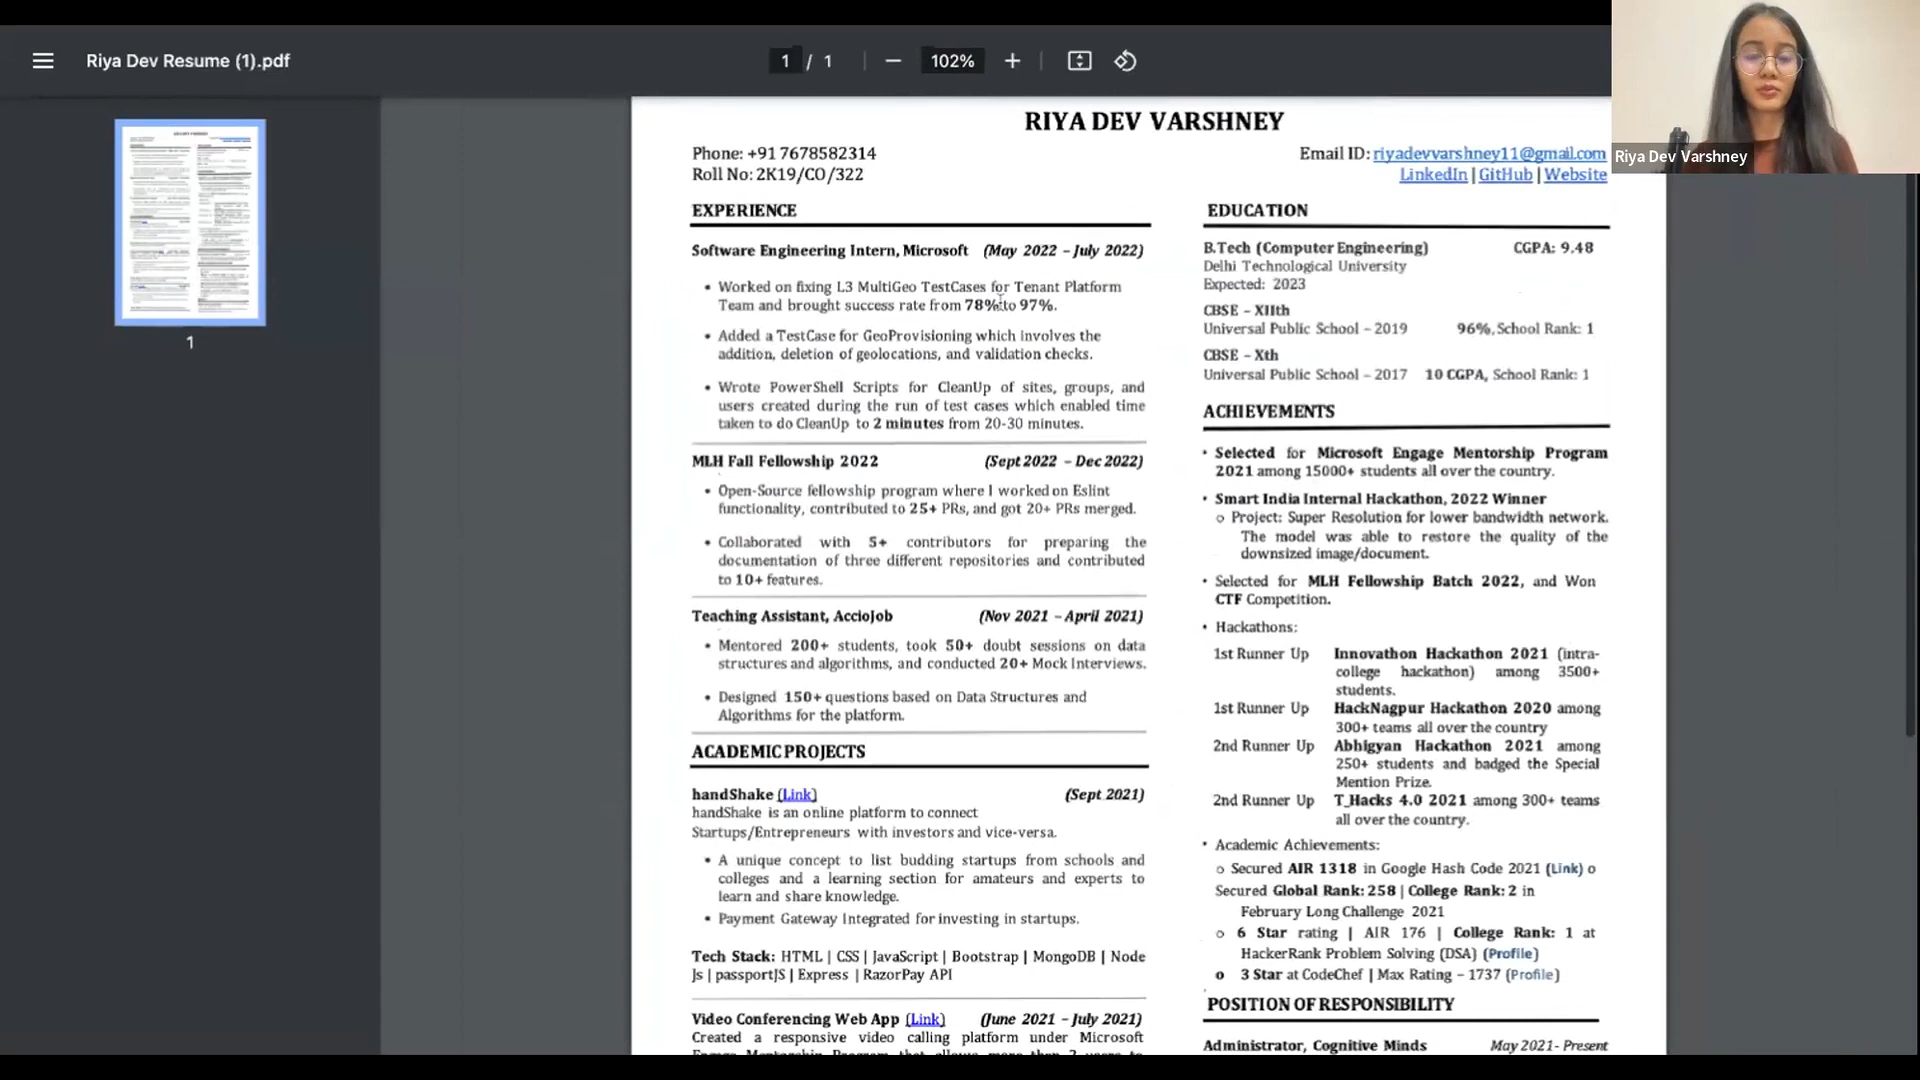 Riya Dev Resume (1).pdf
1 / 1
102%
Riya Dev Varshney
1
RIYA DEV VARSHNEY
Phone: +91 7678582314
Roll No: 2K19/CO/322
Email ID: riyadevvarshney11@gmail.com
LinkedIn | GitHub | Website
EXPERIENCE
Software Engineering Intern, Microsoft (May 2022 – July 2022)
• Worked on fixing L3 MultiGeo TestCases for Tenant Platform
Team and brought success rate from 78% to 97%.
• Added a TestCase for GeoProvisioning which involves the
addition, deletion of geolocations, and validation checks.
• Wrote PowerShell Scripts for CleanUp of sites, groups, and
users created during the run of test cases which enabled time
taken to do CleanUp to 2 minutes from 20-30 minutes.
MLH Fall Fellowship 2022 (Sept 2022 – Dec 2022)
• Open-Source fellowship program where I worked on Eslint
functionality, contributed to 25+ PRs, and got 20+ PRs merged.
• Collaborated with 5+ contributors for preparing the
documentation of three different repositories and contributed
to 10+ features.
Teaching Assistant, AccioJob (Nov 2021 – April 2021)
• Mentored 200+ students, took 50+ doubt sessions on data
structures and algorithms, and conducted 20+ Mock Interviews.
• Designed 150+ questions based on Data Structures and
Algorithms for the platform.
ACADEMIC PROJECTS
handShake (Link) (Sept 2021)
handShake is an online platform to connect
Startups/Entrepreneurs with investors and vice-versa.
• A unique concept to list budding startups from schools and
colleges and a learning section for amateurs and experts to
learn and share knowledge.
• Payment Gateway Integrated for investing in startups.
Tech Stack: HTML | CSS | JavaScript | Bootstrap | MongoDB | Node
Js | passportJS | Express | RazorPay API
Video Conferencing Web App (Link) (June 2021 – July 2021)
Created a responsive video calling platform under Microsoft
EDUCATION
B.Tech (Computer Engineering) CGPA: 9.48
Delhi Technological University
Expected: 2023
CBSE – XIIth
Universal Public School – 2019 96%, School Rank: 1
CBSE – Xth
Universal Public School – 2017 10 CGPA, School Rank: 1
ACHIEVEMENTS
• Selected for Microsoft Engage Mentorship Program
2021 among 15000+ students all over the country.
• Smart India Internal Hackathon, 2022 Winner
o Project: Super Resolution for lower bandwidth network.
The model was able to restore the quality of the
downsized image/document.
• Selected for MLH Fellowship Batch 2022, and Won
CTF Competition.
• Hackathons:
1st Runner Up Innovathon Hackathon 2021 (intra-
college hackathon) among 3500+
students.
1st Runner Up HackNagpur Hackathon 2020 among
300+ teams all over the country
2nd Runner Up Abhigyan Hackathon 2021 among
250+ students and badged the Special
Mention Prize.
2nd Runner Up T_Hacks 4.0 2021 among 300+ teams
all over the country.
• Academic Achievements:
o Secured AIR 1318 in Google Hash Code 2021 (Link) o
Secured Global Rank: 258 | College Rank: 2 in
February Long Challenge 2021
o 6 Star rating | AIR 176 | College Rank: 1 at
HackerRank Problem Solving (DSA) (Profile)
o 3 Star at CodeChef | Max Rating – 1737 (Profile)
POSITION OF RESPONSIBILITY
Administrator, Cognitive Minds May 2021- Present